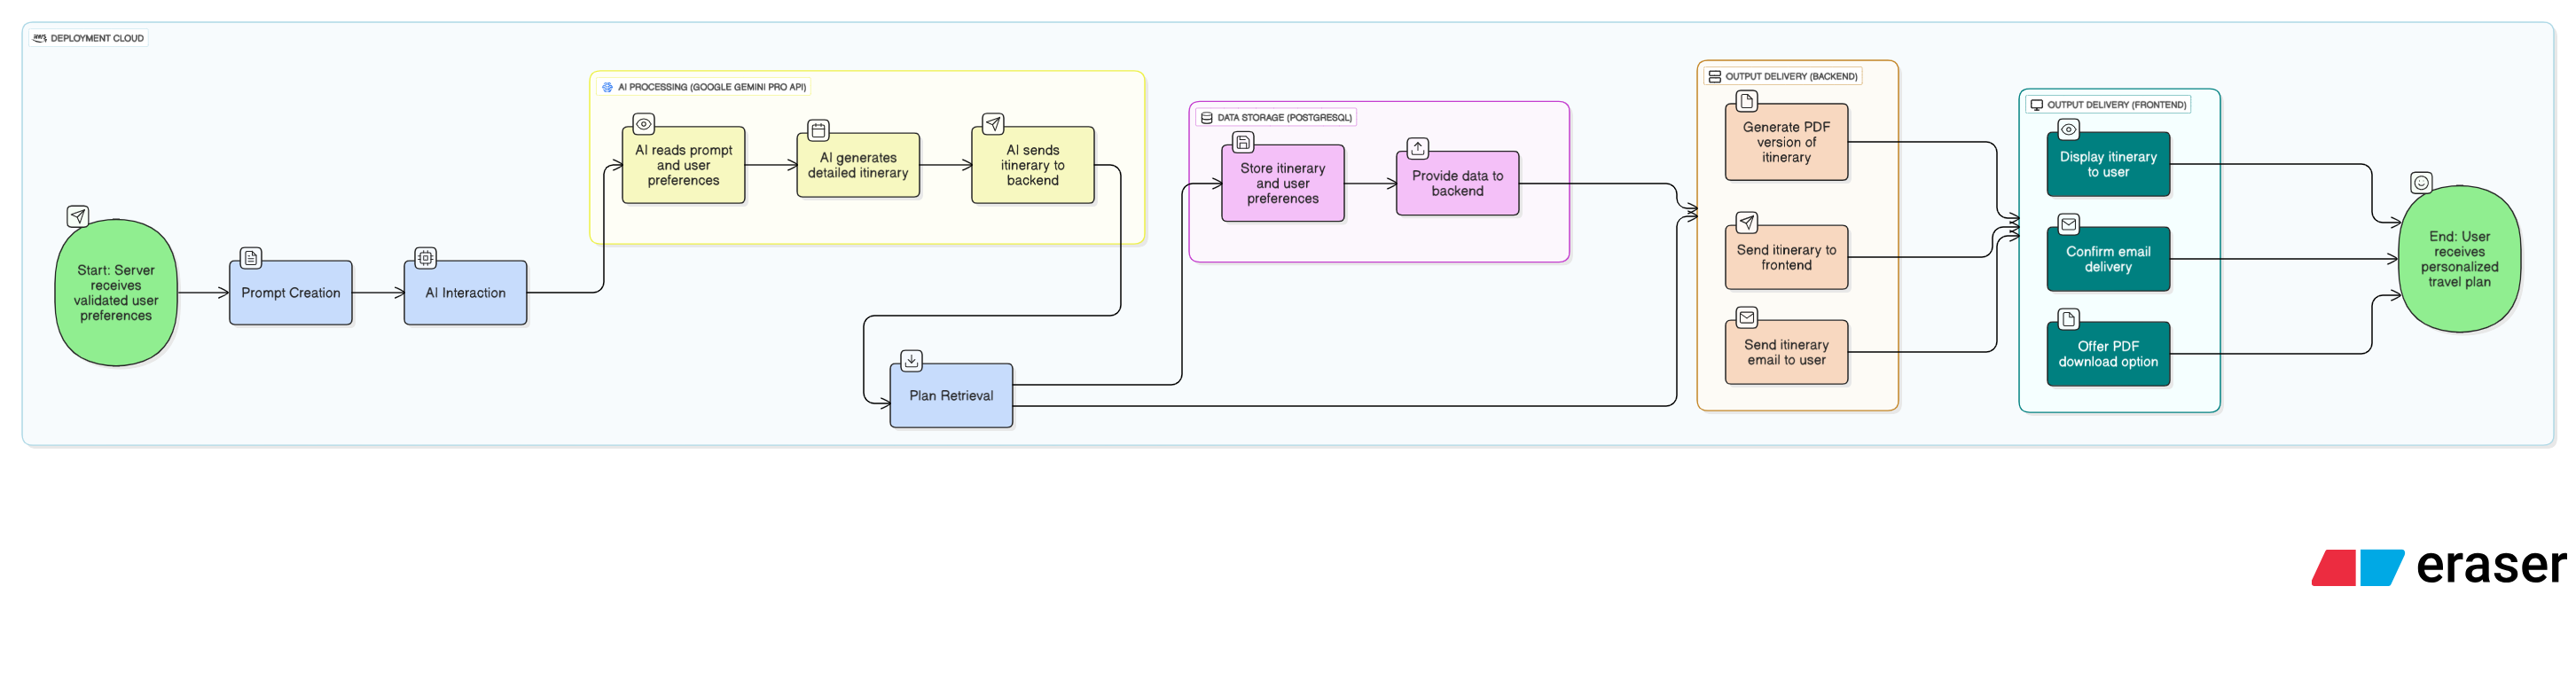 aws DEPLOYMENT CLOUD
AI PROCESSING (GOOGLE GEMINI PRO API)
AI reads prompt
and user
preferences
AI generates
detailed itinerary
AI sends
itinerary to
backend
Start: Server
receives
validated user
preferences
Prompt Creation
AI Interaction
Plan Retrieval
DATA STORAGE (POSTGRESQL)
Store itinerary
and user
preferences
Provide data to
backend
OUTPUT DELIVERY (BACKEND)
Generate PDF
version of
itinerary
Send itinerary to
frontend
Send itinerary
email to user
OUTPUT DELIVERY (FRONTEND)
Display itinerary
to user
Confirm email
delivery
Offer PDF
download option
End: User
receives
personalized
travel plan
eraser